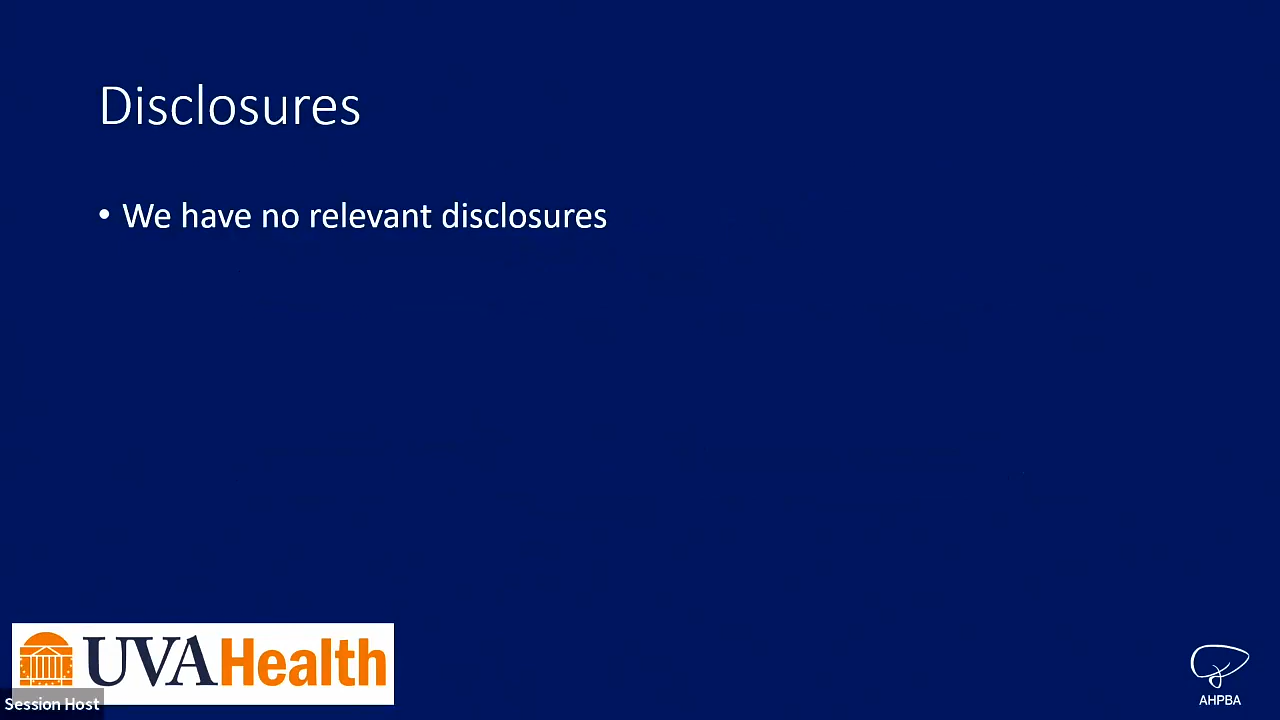 Disclosures
• We have no relevant disclosures
UVAHealth
Session Host
AHPBA